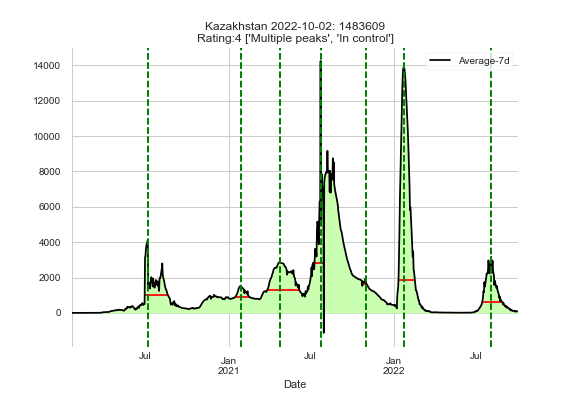 Kazakhstan 2022-10-02: 1483609
Rating:4 ['Multiple peaks', 'In control']
Average-7d
14000
12000
10000
8000
6000
4000
2000
0
Jul
Jan
2021
Jul
Jan
2022
Jul
Date